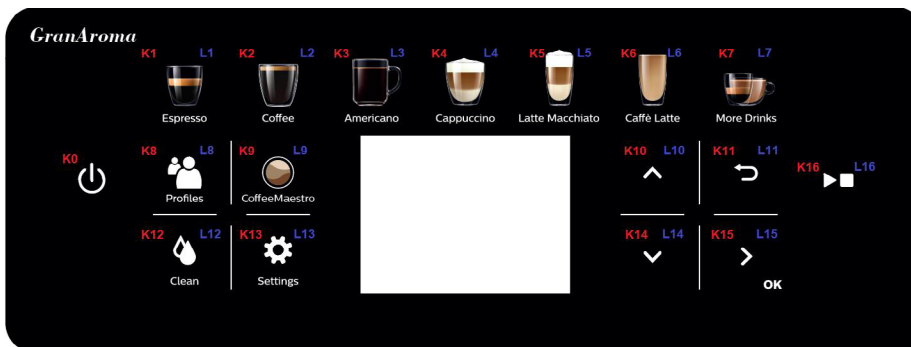 GranAroma
K1 L1 K2 L2 K3 L3 K4 L4 K5 L5 K6 L6 K7 L7
Espresso Coffee Americano Cappuccino Latte Macchiato Caffè Latte More Drinks
K0 K8 L8 K9 L9 K10 L10 K11 L11 K16 L16
Profiles CoffeeMaestro
K12 L12 K13 L13 K14 L14 K15 L15
Clean Settings OK